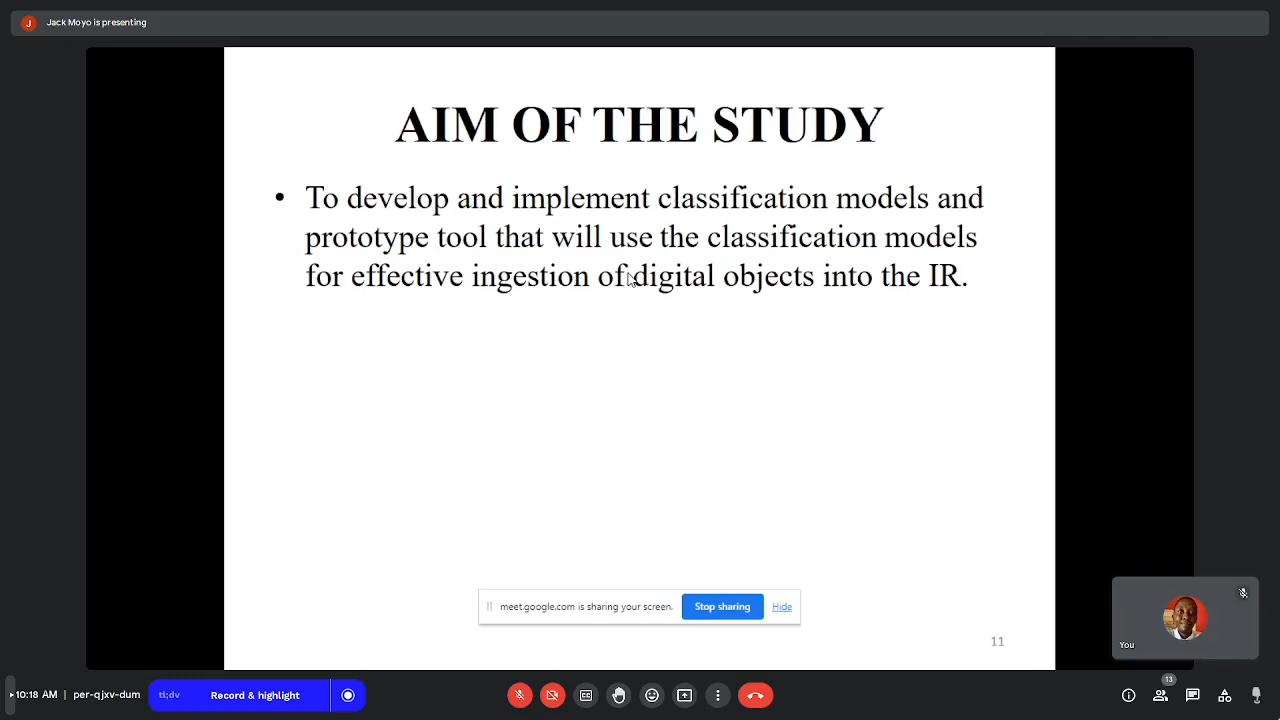 J
Jack Moyo is presenting
AIM OF THE STUDY
• To develop and implement classification models and
prototype tool that will use the classification models
for effective ingestion of digital objects into the IR.
meet.google.com is sharing your screen.
Stop sharing
Hide
11
You
10:18 AM | per-qjxv-dum
tl;dv
Record & highlight
13